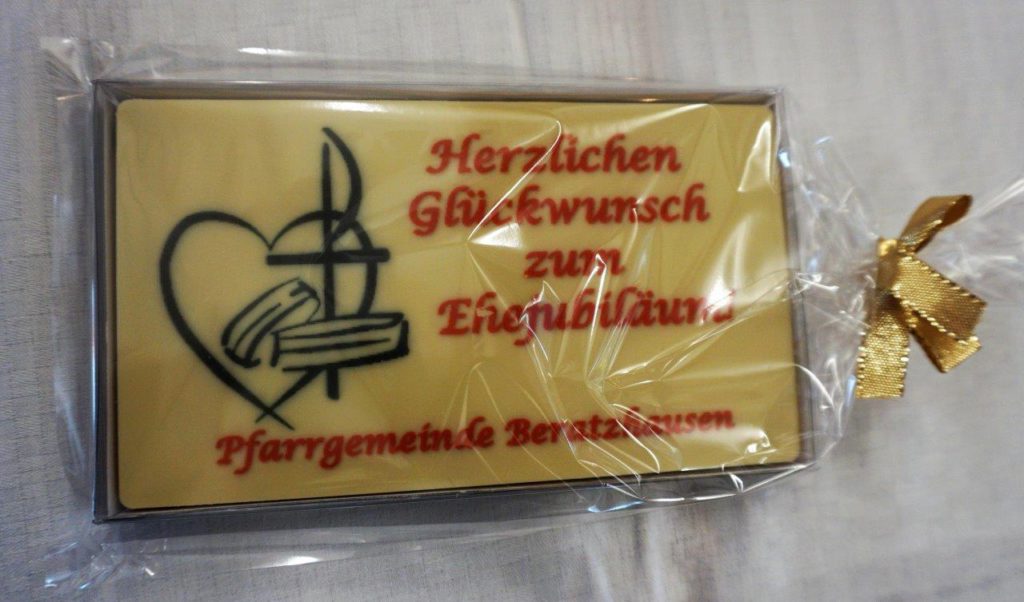 Herzlichen
Glückwunsch
zum
Ehejubiläum
Pfarrgemeinde Beratzhausen